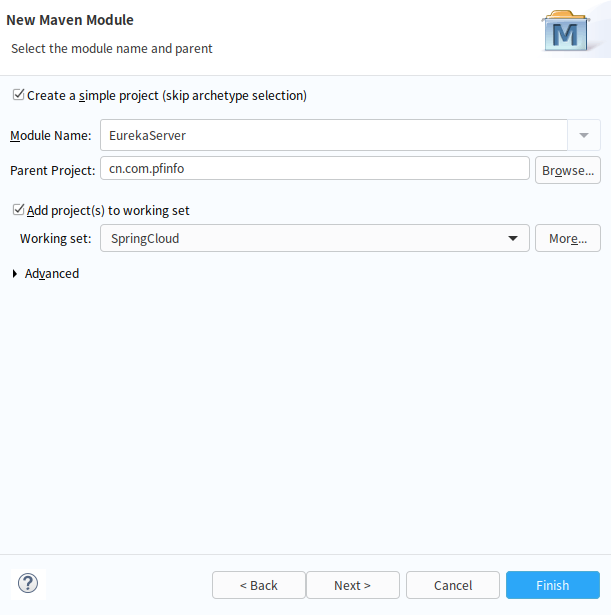 New Maven Module
Select the module name and parent
M
Create a simple project (skip archetype selection)
Module Name: EurekaServer
Parent Project: cn.com.pfinfo Browse...
Add project(s) to working set
Working set: SpringCloud More...
Advanced
? < Back Next > Cancel Finish